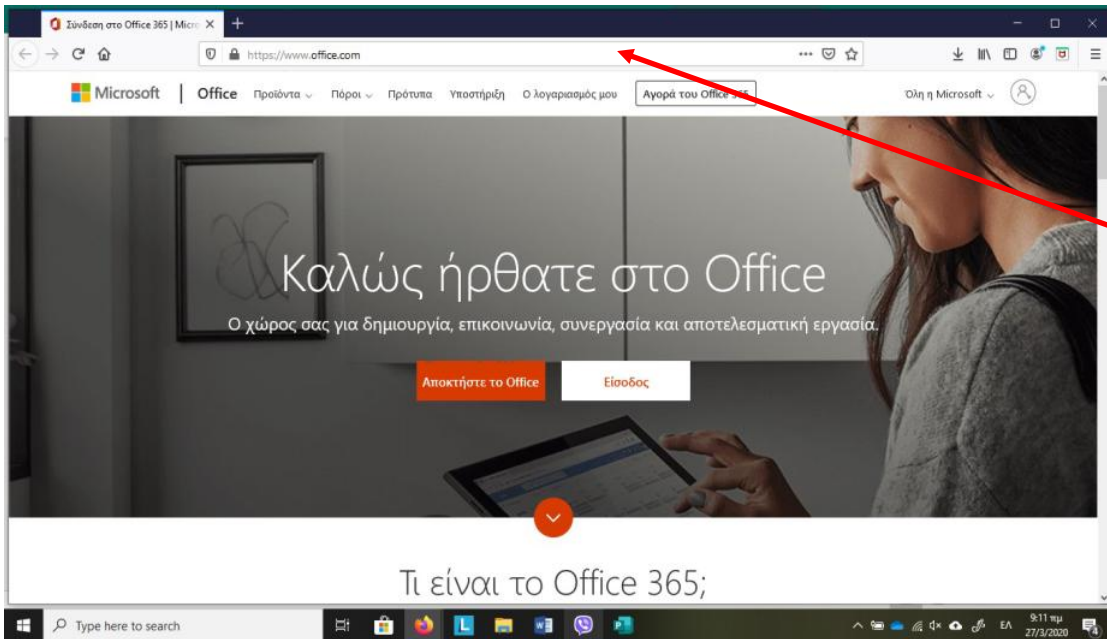 Σύνδεση στο Office 365 | Micro
https://www.office.com
Microsoft | Office Προϊόντα Πόροι Πρότυπα Υποστήριξη Ο λογαριασμός μου Αγορά του Office 365 Όλη η Microsoft
Καλώς ήρθατε στο Office
Ο χώρος σας για δημιουργία, επικοινωνία, συνεργασία και αποτελεσματική εργασία.
Αποκτήστε το Office Είσοδος
Τι είναι το Office 365;
Type here to search ΕΛ 9:11 πμ
27/3/2020